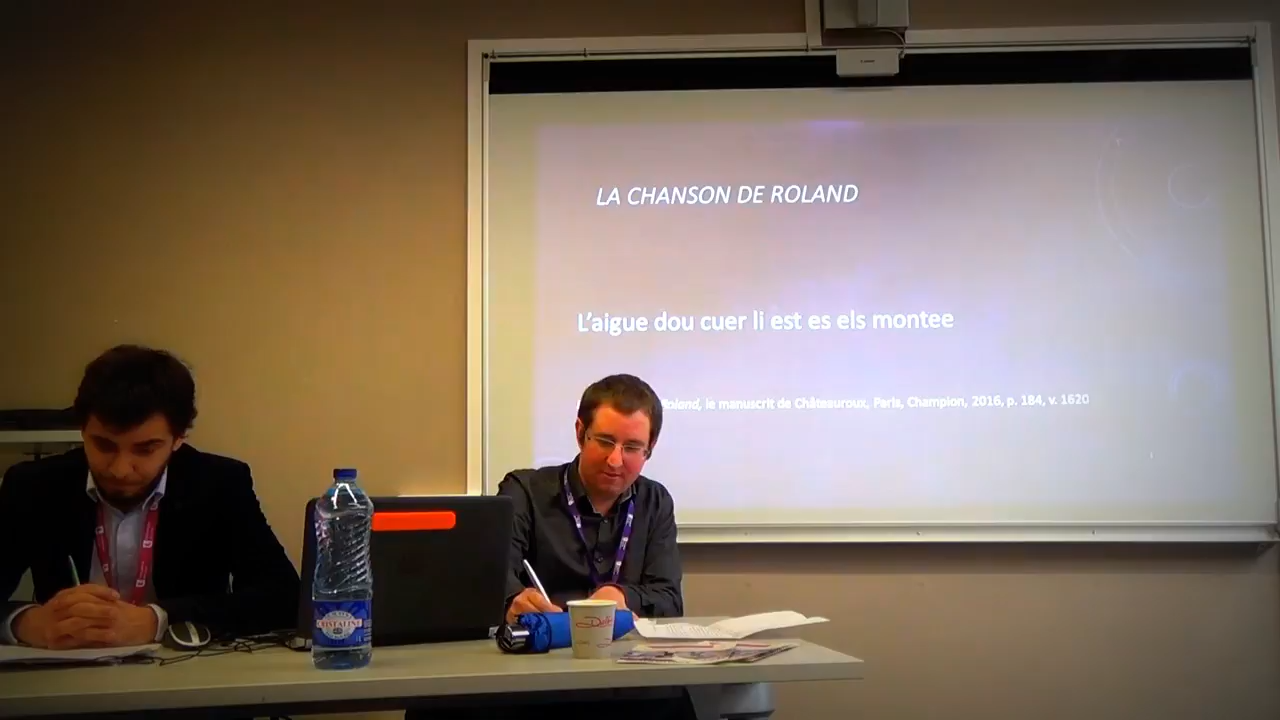 LA CHANSON DE ROLAND
L'aigue dou cuer li est es els montee
Roland, le manuscrit de Châteauroux, Paris, Champion, 2016, p. 184, v. 1620
CRISTALINE